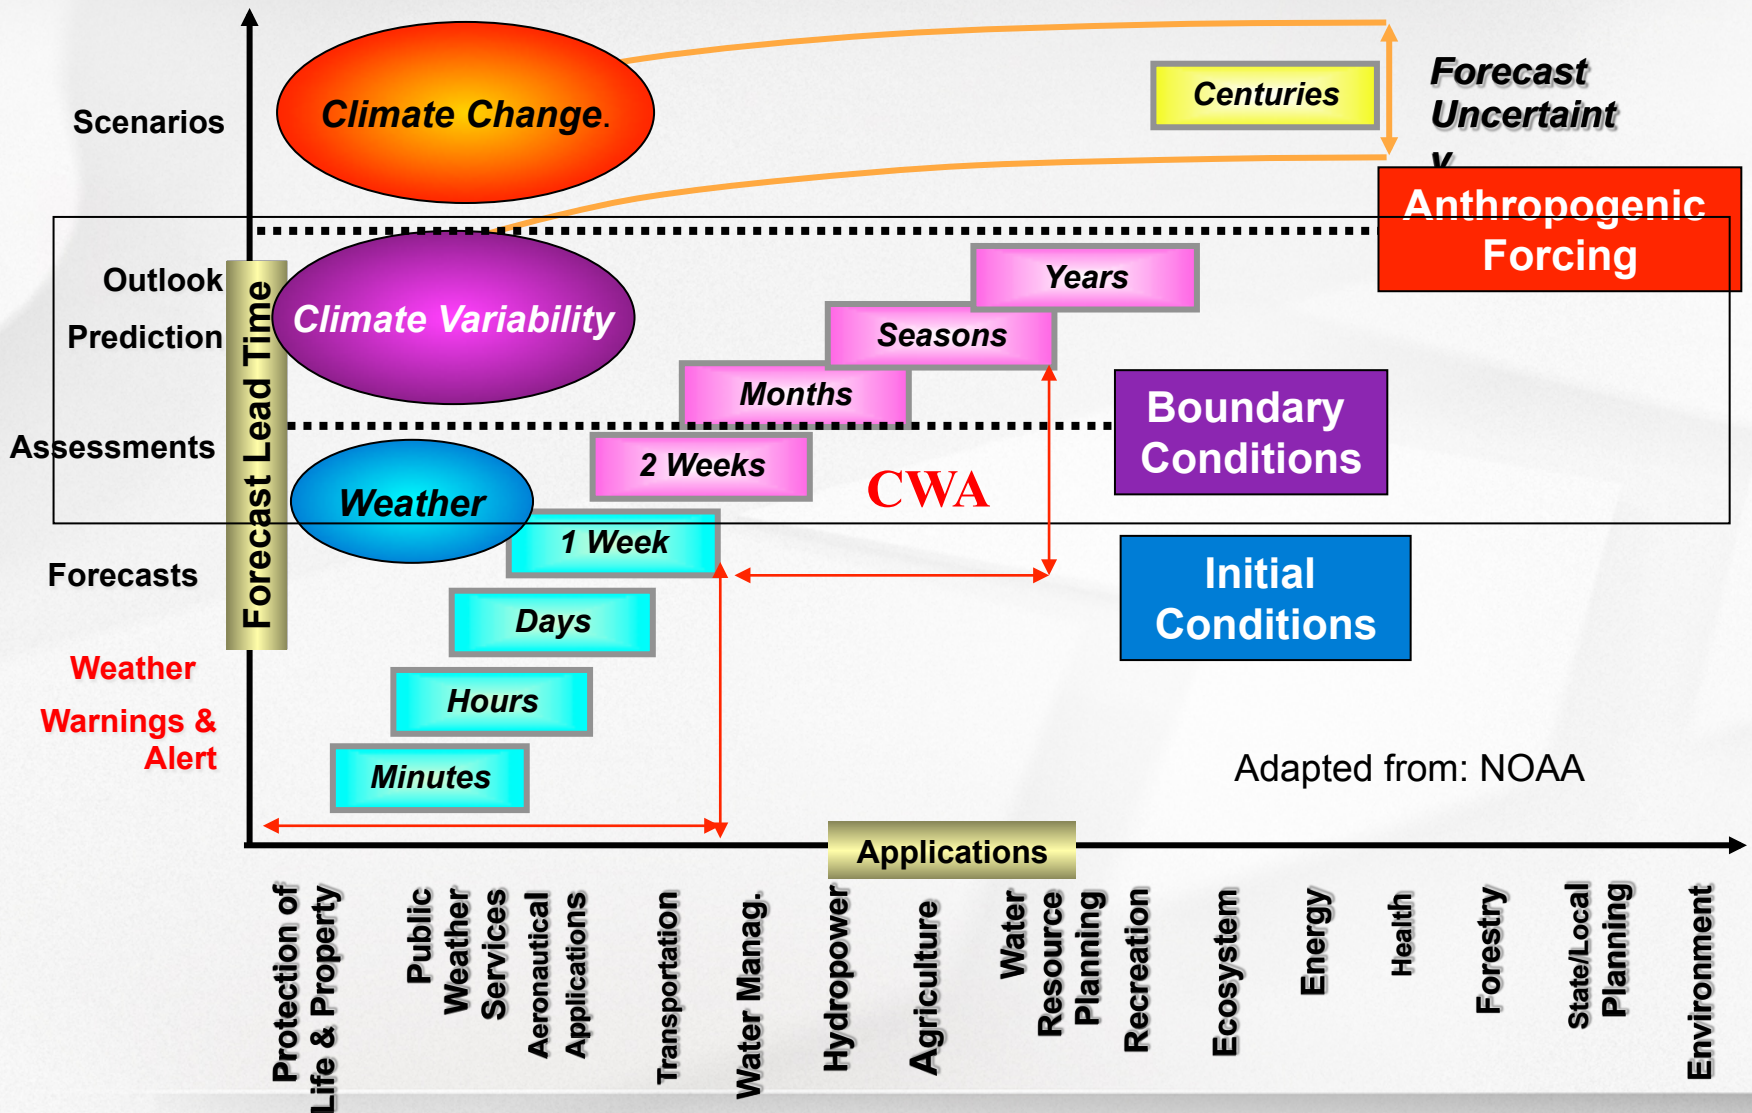 Scenarios
Climate Change.
Centuries
Forecast
Uncertaint
y
Anthropogenic
Forcing
Outlook
Prediction
Assessments
Forecasts
Weather
Warnings &
Alert
Forecast Lead Time
Climate Variability
Years
Seasons
Months
2 Weeks
Boundary
Conditions
CWA
Weather
1 Week
Days
Hours
Minutes
Initial
Conditions
Adapted from: NOAA
Applications
Protection of
Life & Property
Public
Weather
Services
Aeronautical
Applications
Transportation
Water Manag.
Hydropower
Agriculture
Water
Resource
Planning
Recreation
Ecosystem
Energy
Health
Forestry
State/Local
Planning
Environment